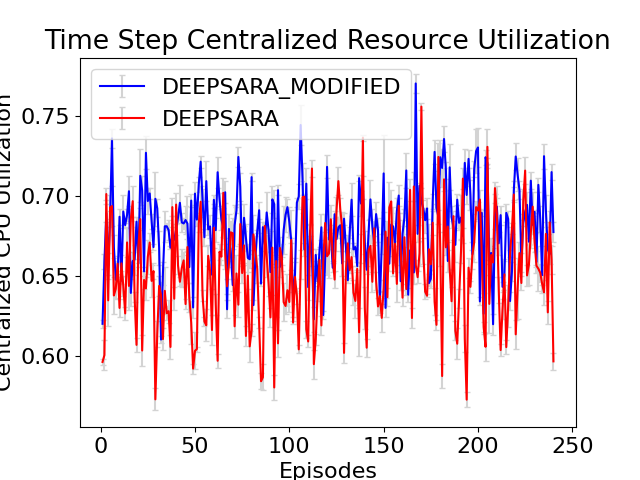 Time Step Centralized Resource Utilization
DEEPSARA_MODIFIED
DEEPSARA
Centralized CPU Utilization
0.75
0.70
0.65
0.60
0 50 100 150 200 250
Episodes